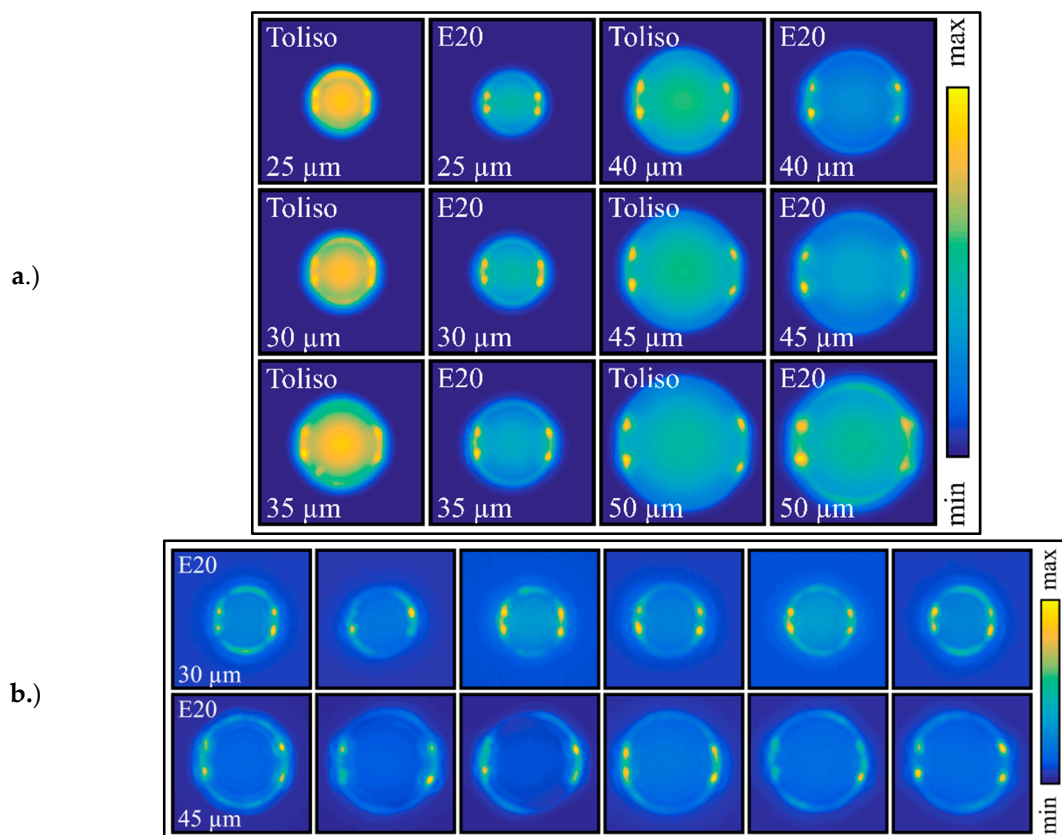 a.)
Toliso E20 Toliso E20 max
25 µm 25 µm 40 µm 40 µm
Toliso E20 Toliso E20
30 µm 30 µm 45 µm 45 µm
Toliso E20 Toliso E20
35 µm 35 µm 50 µm 50 µm min
b.)
E20 max
30 µm
E20
45 µm min